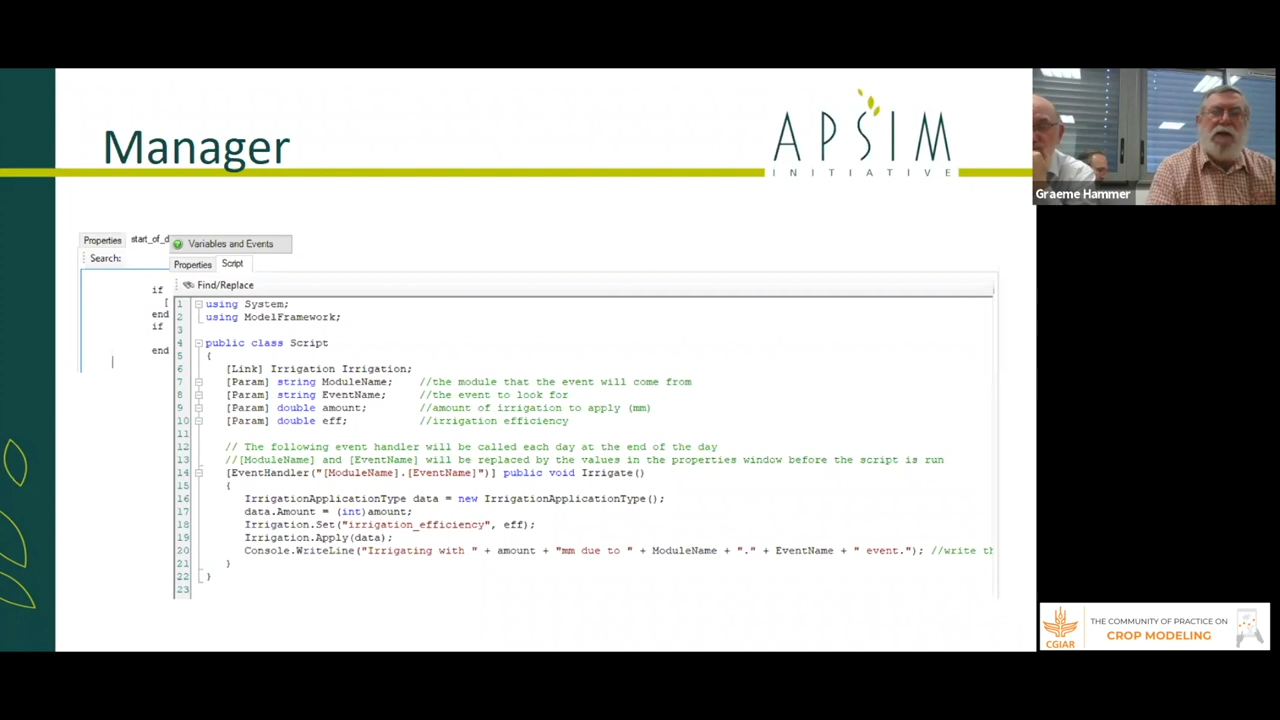 Manager
APSIM
INITIATIVE
Graeme Hammer
Properties
start_of_d
Search:
if
[
end
if
end
Variables and Events
Properties Script
Find/Replace
1 using System;
2 using ModelFramework;
3
4 public class Script
5 {
6 [Link] Irrigation Irrigation;
7 [Param] string ModuleName; //the module that the event will come from
8 [Param] string EventName; //the event to look for
9 [Param] double amount; //amount of irrigation to apply (mm)
10 [Param] double eff; //irrigation efficiency
11
12 // The following event handler will be called each day at the end of the day
13 //[ModuleName] and [EventName] will be replaced by the values in the properties window before the script is run
14 [EventHandler("[ModuleName].[EventName]")] public void Irrigate()
15 {
16 IrrigationApplicationType data = new IrrigationApplicationType();
17 data.Amount = (int)amount;
18 Irrigation.Set("irrigation_efficiency", eff);
19 Irrigation.Apply(data);
20 Console.WriteLine("Irrigating with " + amount + "mm due to " + ModuleName + "." + EventName + " event."); //write th
21 }
22 }
23
CGIAR
THE COMMUNITY OF PRACTICE ON
CROP MODELING